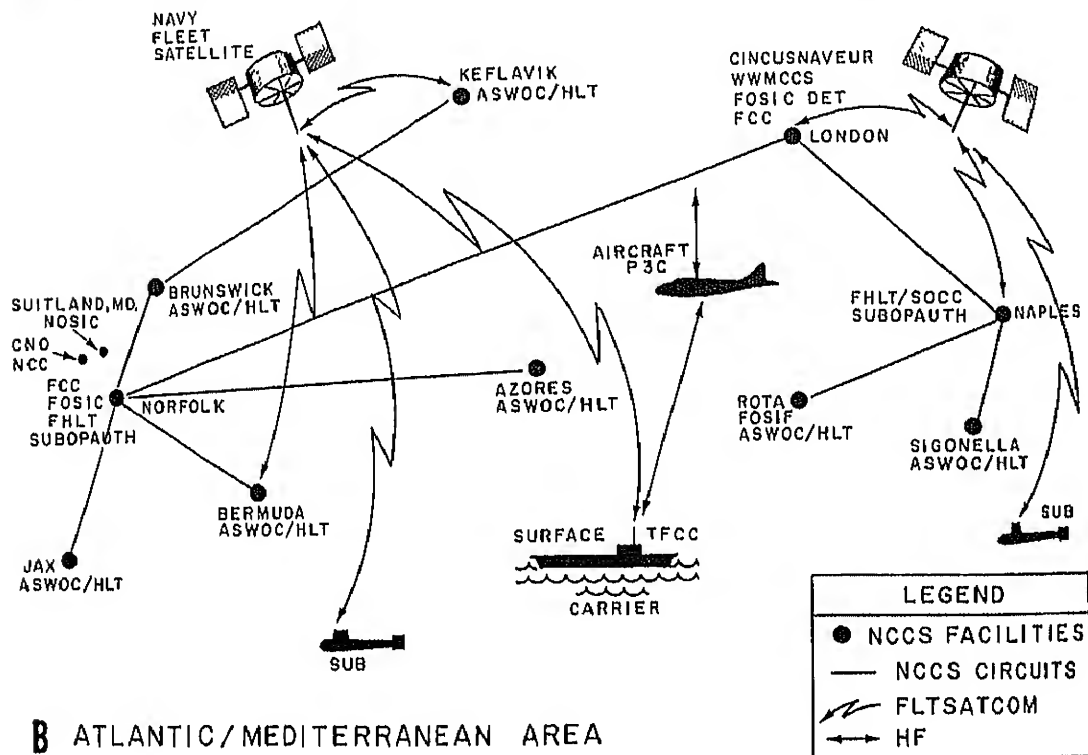 NAVY
FLEET
SATELLITE
KEFLAVIK
ASWOC/HLT
CINCUSNAVEUR
WWMCCS
FOSIC DET
FCC
LONDON
BRUNSWICK
ASWOC/HLT
SUITLAND, MD.
NOSIC
CNO
NCC
FCC
FOSIC
FHLT
SUBOPAUTH
NORFOLK
AIRCRAFT
P3C
FHLT/SOCC
SUBOPAUTH
NAPLES
AZORES
ASWOC/HLT
ROTA
FOSIF
ASWOC/HLT
SIGONELLA
ASWOC/HLT
BERMUDA
ASWOC/HLT
JAX
ASWOC/HLT
SURFACE TFCC
CARRIER
SUB
SUB
LEGEND
NCCS FACILITIES
NCCS CIRCUITS
FLTSATCOM
HF
B ATLANTIC/MEDITERRANEAN AREA